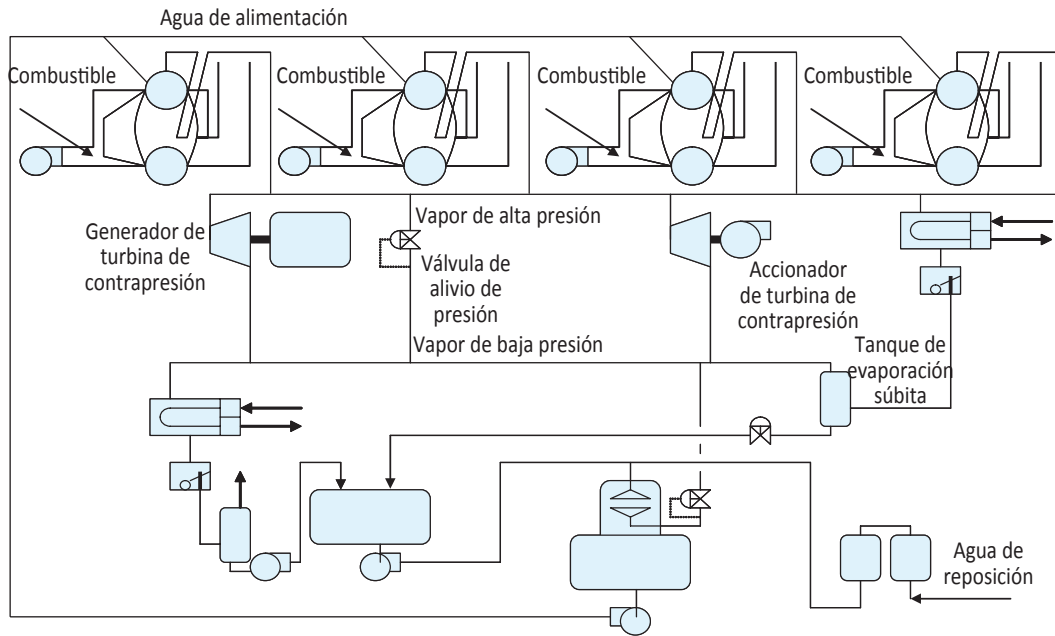 Agua de alimentación
Combustible
Combustible
Combustible
Combustible
Generador de
turbina de
contrapresión
Vapor de alta presión
Válvula de
alivio de
presión
Accionador
de turbina de
contrapresión
Vapor de baja presión
Tanque de
evaporación
súbita
Agua de
reposición